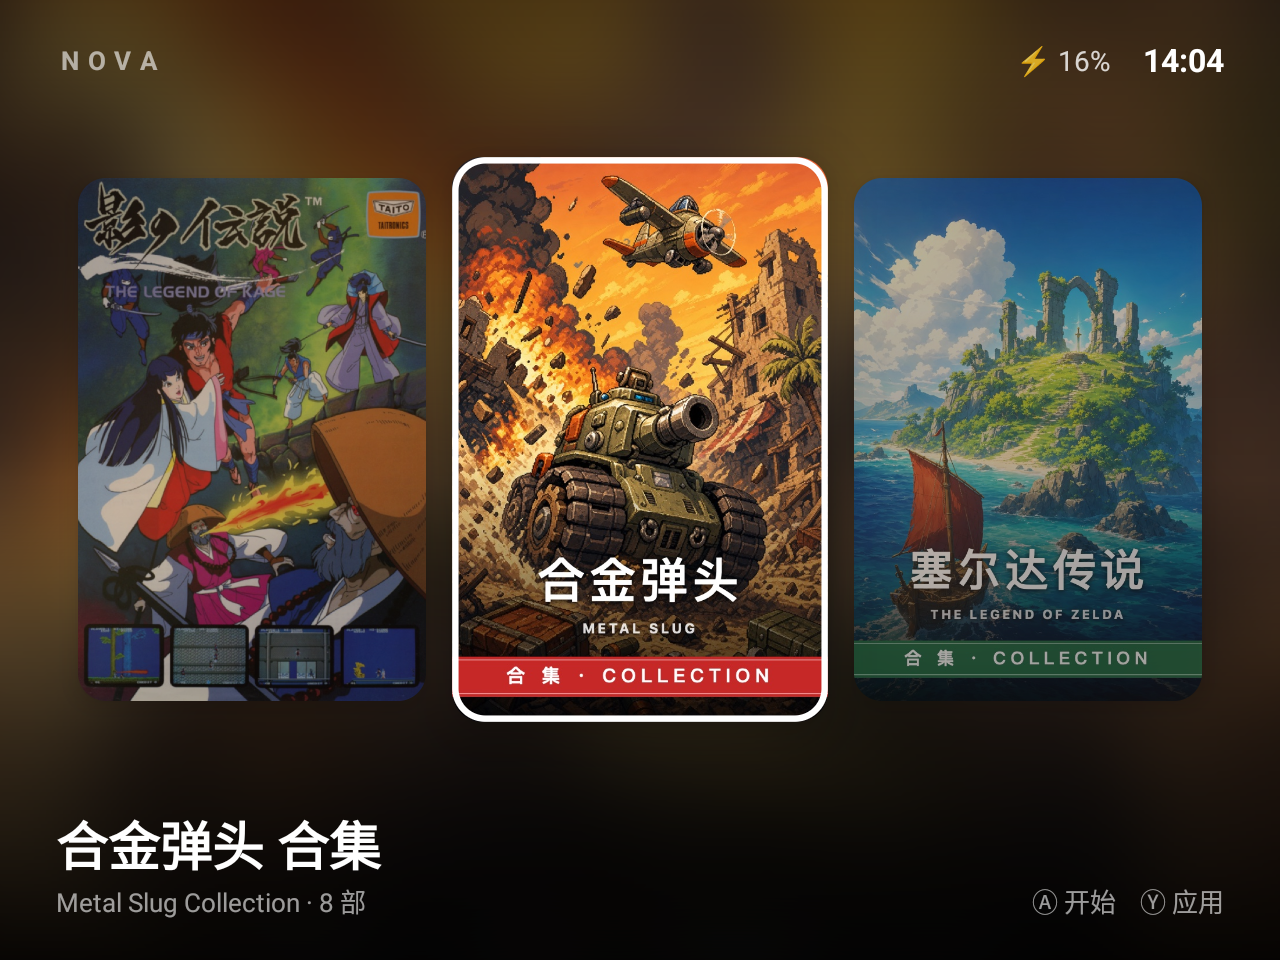 NOVA
⚡ 16% 14:04
影の伝説 ™
TAITO
TAITRONICS
THE LEGEND OF KAGE
合金弹头
METAL SLUG
合 集 · COLLECTION
塞尔达传说
THE LEGEND OF ZELDA
合 集 · COLLECTION
合金弹头 合集
Metal Slug Collection · 8 部
Ⓐ 开始 Ⓨ 应用